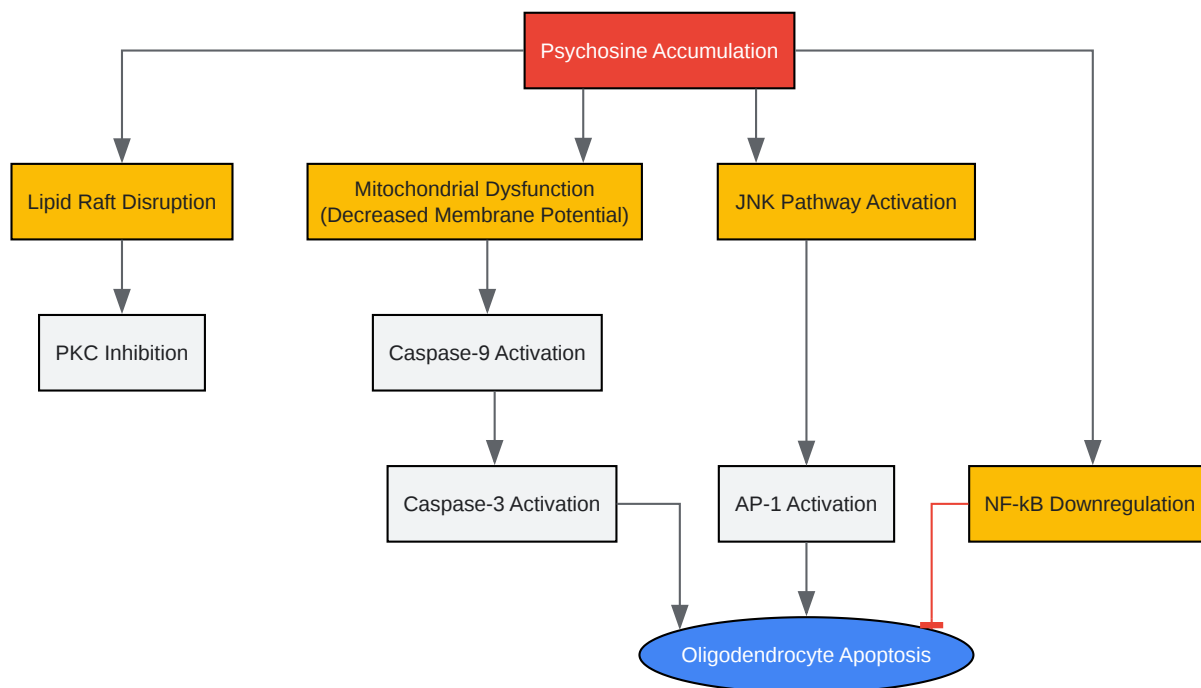 Psychosine Accumulation
Lipid Raft Disruption
Mitochondrial Dysfunction
(Decreased Membrane Potential)
JNK Pathway Activation
PKC Inhibition
Caspase-9 Activation
Caspase-3 Activation
AP-1 Activation
NF-kB Downregulation
Oligodendrocyte Apoptosis